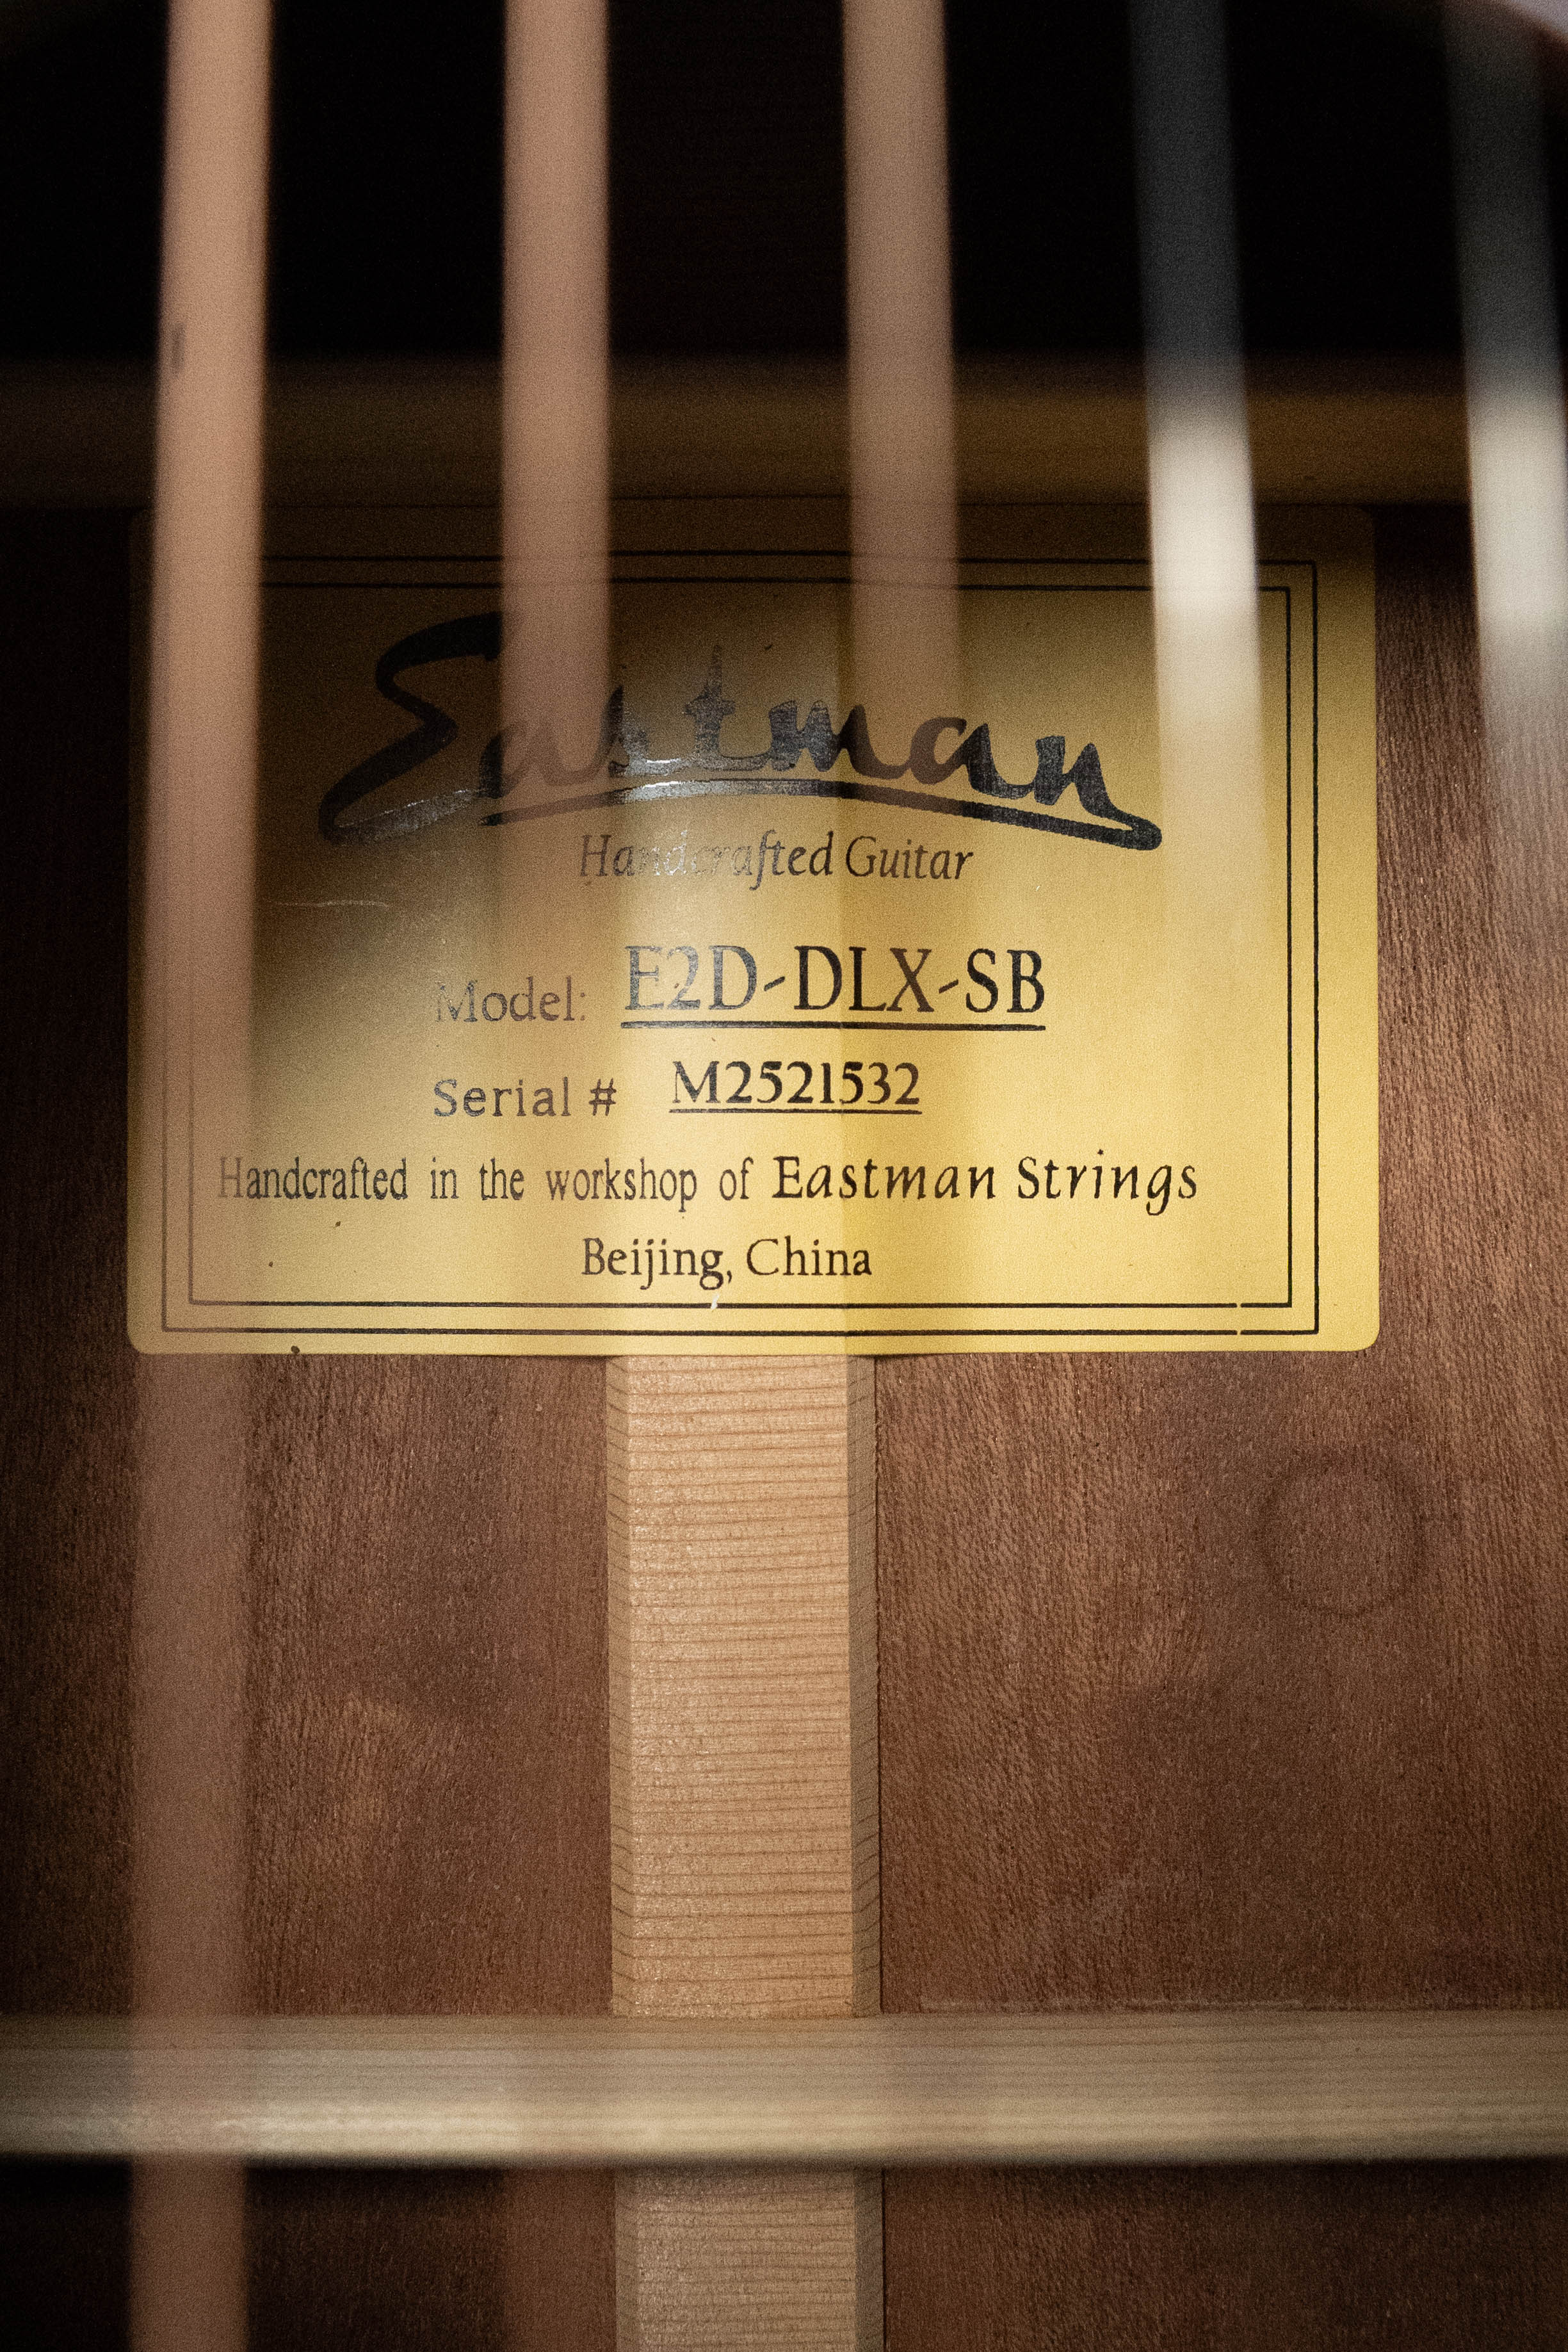 Eastman
Handcrafted Guitar
Model: E2D-DLX-SB
Serial # M2521532
Handcrafted in the workshop of Eastman Strings
Beijing, China